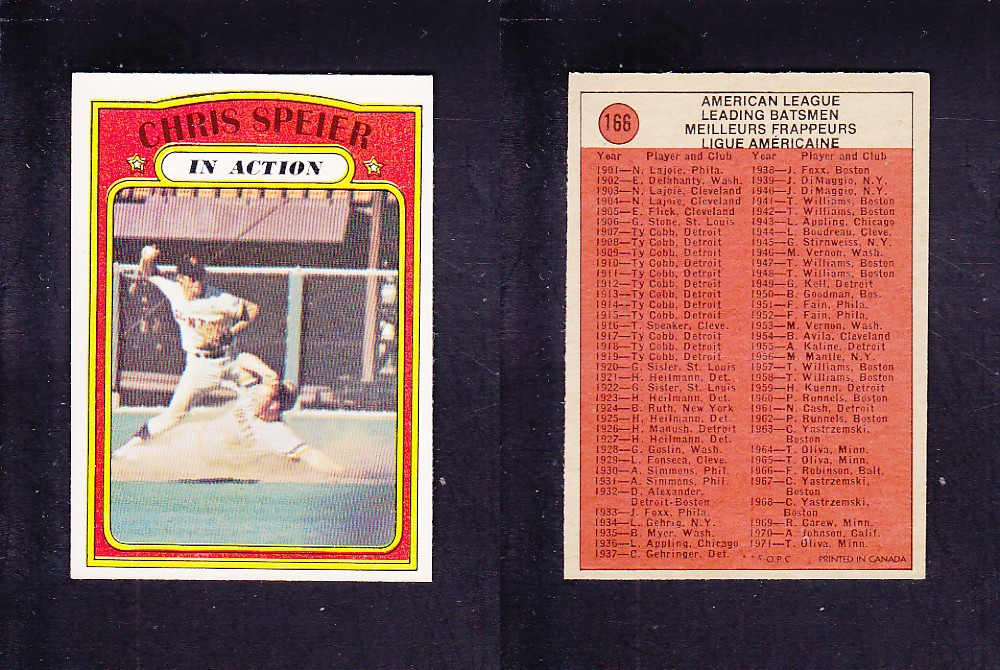 CHRIS SPEIER
IN ACTION
166
AMERICAN LEAGUE
LEADING BATSMEN
MEILLEURS FRAPPEURS
LIGUE AMÉRICAINE
Year Player and Club
1901—N. Lajoie, Phila.
1902—E. Delahanty, Wash.
1903—N. Lajoie, Cleveland
1904—N. Lajoie, Cleveland
1905—E. Flick, Cleveland
1906—G. Stone, St. Louis
1907—Ty Cobb, Detroit
1908—Ty Cobb, Detroit
1909—Ty Cobb, Detroit
1910—Ty Cobb, Detroit
1911—Ty Cobb, Detroit
1912—Ty Cobb, Detroit
1913—Ty Cobb, Detroit
1914—Ty Cobb, Detroit
1915—Ty Cobb, Detroit
1916—T. Speaker, Cleve.
1917—Ty Cobb, Detroit
1918—Ty Cobb, Detroit
1919—Ty Cobb, Detroit
1920—G. Sisler, St. Louis
1921—H. Heilmann, Det.
1922—G. Sisler, St. Louis
1923—H. Heilmann, Det.
1924—B. Ruth, New York
1925—H. Heilmann, Det.
1926—H. Manush, Detroit
1927—H. Heilmann, Det.
1928—G. Goslin, Wash.
1929—L. Fonseca, Cleve.
1930—A. Simmons, Phil.
1931—A. Simmons, Phil.
1932—D. Alexander,
Detroit-Boston
1933—J. Foxx, Phila.
1934—L. Gehrig, N.Y.
1935—B. Myer, Wash.
1936—L. Appling, Chicago
1937—C. Gehringer, Det.
Year Player and Club
1938—J. Foxx, Boston
1939—J. DiMaggio, N.Y.
1940—J. DiMaggio, N.Y.
1941—T. Williams, Boston
1942—T. Williams, Boston
1943—L. Appling, Chicago
1944—L. Boudreau, Cleve.
1945—G. Stirnweiss, N.Y.
1946—M. Vernon, Wash.
1947—T. Williams, Boston
1948—T. Williams, Boston
1949—G. Kell, Detroit
1950—B. Goodman, Bos.
1951—F. Fain, Phila.
1952—F. Fain, Phila.
1953—M. Vernon, Wash.
1954—B. Avila, Cleveland
1955—A. Kaline, Detroit
1956—M. Mantle, N.Y.
1957—T. Williams, Boston
1958—T. Williams, Boston
1959—H. Kuenn, Detroit
1960—P. Runnels, Boston
1961—N. Cash, Detroit
1962—P. Runnels, Boston
1963—C. Yastrzemski,
Boston
1964—T. Oliva, Minn.
1965—T. Oliva, Minn.
1966—F. Robinson, Balt.
1967—C. Yastrzemski,
Boston
1968—C. Yastrzemski,
Boston
1969—R. Carew, Minn.
1970—A. Johnson, Calif.
1971—T. Oliva, Minn.
O.P.C. PRINTED IN CANADA